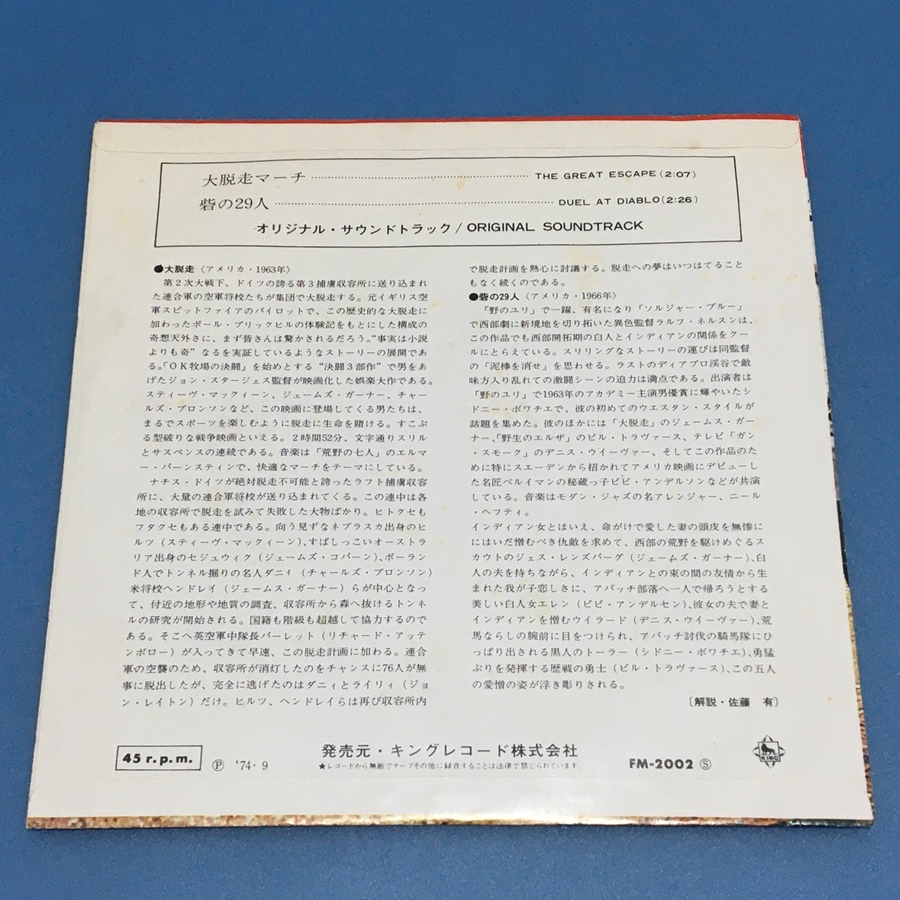 大脱走マーチ……THE GREAT ESCAPE(2:07)
砦の29人……DUEL AT DIABLO(2:26)
オリジナル・サウンドトラック/ORIGINAL SOUNDTRACK
●大脱走〈アメリカ・1963年〉
第2次大戦下、ドイツの誇る第3捕虜収容所に送り込まれ
た連合軍の空軍将校たちが集団で大脱走する。元イギリス空
軍スピットファイアのパイロットで、この歴史的な大脱走に
加わったポール・ブリックヒルの体験記をもとにした構成の
奇想天外さに、まず皆さんは驚かされるだろう。“事実は小説
よりも奇”なるを実証しているようなストーリーの展開であ
る。「OK牧場の決闘」を始めとする“決闘3部作”で男をあ
げたジョン・スタージェス監督が映画化した娯楽大作である。
スティーヴ・マックィーン、ジェームズ・ガーナー、チャー
ルズ・ブロンソンなど、この映画に登場してくる男たちは、
まるでスポーツを楽しむように脱走に生命を賭ける。すこぶ
る型破りな戦争映画といえる。2時間52分、文字通りスリル
とサスペンスの連続である。音楽は「荒野の七人」のエルマ
ー・バーンスティンで、快適なマーチをテーマにしている。
ナチス・ドイツが絶対脱走不可能と誇ったラフト捕虜収容
所に、大量の連合軍将校が送り込まれてくる。この連中は各
地の収容所で脱走を試みて失敗した大物ばかり。ヒトクセも
フタクセもある連中である。向う見ずなネブラスカ出身のヒ
ルツ(スティーヴ・マックィーン)、すばしっこいオーストラ
リア出身のセジュウィク(ジェームズ・コバーン)、ポーラン
ド人でトンネル掘りの名人ダニィ(チャールズ・ブロンソン)
米将校ヘンドレイ(ジェームス・ガーナー)らが中心となっ
て、付近の地形や地質の調査、収容所から森へ抜けるトンネ
ルの研究が開始される。国籍も階級も超越して協力するので
ある。そこへ英空軍中隊長バーレット(リチャード・アッテ
ンボロー)が入ってきて早速、この脱走計画に加わる。連合
軍の空襲のため、収容所が消灯したのをチャンスに76人が無
事に脱出したが、完全に逃げたのはダニィとライリィ(ジョ
ン・レイトン)だけ。ヒルツ、ヘンドレイらは再び収容所内
で脱走計画を熱心に討議する。脱走への夢はいつはてること
もなく続くのである。
●砦の29人〈アメリカ・1966年〉
「野のユリ」で一躍、有名になり「ソルジャー・ブルー」
で西部劇に新境地を切り拓いた異色監督ラルフ・ネルスンは、
この作品でも西部開拓期の白人とインディアンの関係をクー
ルにとらえている。スリリングなストーリーの運びは同監督
の「泥棒を消せ」を思わせる。ラストのディアブロ渓谷で敵
味方入り乱れての激闘シーンの迫力は満点である。出演者は
「野のユリ」で1963年のアカデミー主演男優賞に輝やいたシ
ドニー・ポワチエで、彼の初めてのウエスタン・スタイルが
話題を集めた。彼のほかには「大脱走」のジェームズ・ガー
ナー、「野生のエルザ」のビル・トラヴァース、テレビ「ガン
・スモーク」のデニス・ウイーヴァー、そしてこの作品のた
めに特にスエーデンから招かれてアメリカ映画にデビューし
た名匠ベルイマンの秘蔵っ子ビビ・アンデルソンなどが共演
している。音楽はモダン・ジャズの名アレンジャー、ニール
・ヘフティ。
インディアン女とはいえ、命がけで愛した妻の頭皮を無惨に
にはいだ憎むべき仇敵を求めて、西部の荒野を駆けめぐるス
カウトのジェス・レンズバーグ(ジェームズ・ガーナー)、白
人の夫を持ちながら、インディアンとの束の間の友情から生
まれた我が子恋しさに、アパッチ部落へ一人で帰ろうとする
美しい白人女エレン(ビビ・アンデルセン)、彼女の夫で妻と
インディアンを憎むウイラード(デニス・ウイーヴァー)、荒
馬ならしの腕前に目をつけられ、アパッチ討伐の騎馬隊にひ
っぱり出される黒人のトーラー(シドニー・ポワチエ)、勇猛
ぶりを発揮する歴戦の勇士(ビル・トラヴァース)、この五人
の愛憎の姿が浮き彫りされる。
〔解説・佐藤 有〕
45 r.p.m.
Ⓟ '74・9
発売元・キングレコード株式会社
★レコードから無断でテープその他に録音することは法律で禁じられています。
FM-2002 Ⓢ
KING